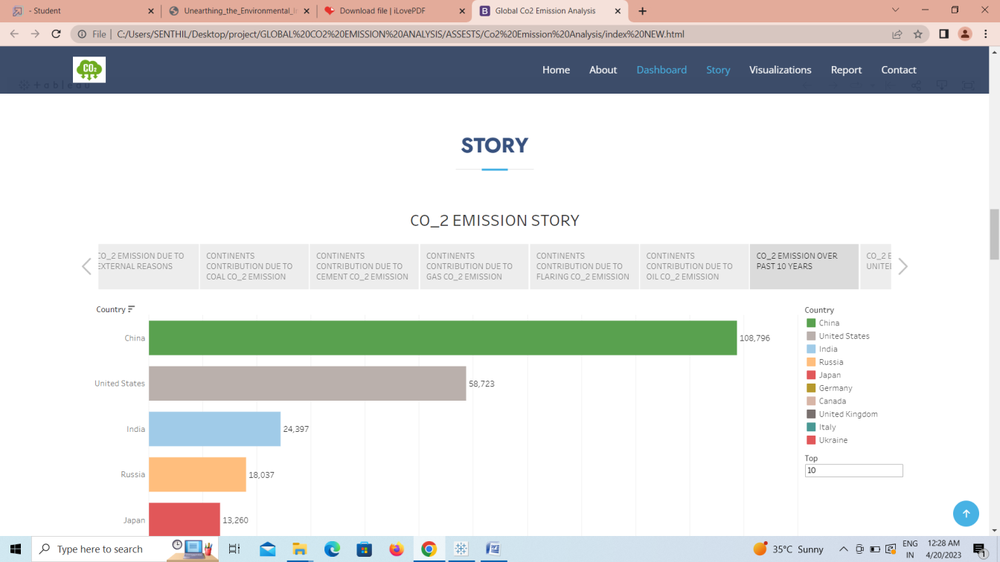 - Student
Unearthing_the_Environmental_I
Download file | iLovePDF
Global Co2 Emission Analysis
File
C:/Users/SENTHIL/Desktop/project/GLOBAL%20CO2%20EMISSION%20ANALYSIS/ASSESTS/Co2%20Emission%20Analysis/index%20NEW.html
CO2
Home
About
Dashboard
Story
Visualizations
Report
Contact
+ableau
STORY
CO_2 EMISSION STORY
CO_2 EMISSION DUE TO
EXTERNAL REASONS
CONTINENTS
CONTRIBUTION DUE TO
COAL CO_2 EMISSION
CONTINENTS
CONTRIBUTION DUE TO
CEMENT CO_2 EMISSION
CONTINENTS
CONTRIBUTION DUE TO
GAS CO_2 EMISSION
CONTINENTS
CONTRIBUTION DUE TO
FLARING CO_2 EMISSION
CONTINENTS
CONTRIBUTION DUE TO
OIL CO_2 EMISSION
CO_2 EMISSION OVER
PAST 10 YEARS
CO_2 E
UNITE
Country
China
108,796
United States
58,723
India
24,397
Russia
18,037
Japan
13,260
Country
China
United States
India
Russia
Japan
Germany
Canada
United Kingdom
Italy
Ukraine
Top
10
Type here to search
35°C Sunny
ENG
IN
12:28 AM
4/20/2023
1